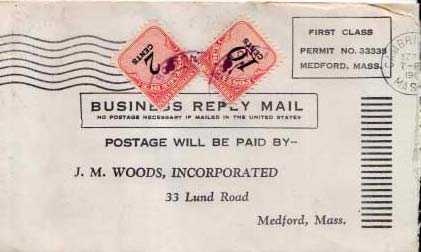 FIRST CLASS
PERMIT NO. 33335
MEDFORD, MASS.
2
CENTS
10
CENTS
BUSINESS REPLY MAIL
NO POSTAGE NECESSARY IF MAILED IN THE UNITED STATES
POSTAGE WILL BE PAID BY--
J. M. WOODS, INCORPORATED
33 Lund Road
Medford, Mass.